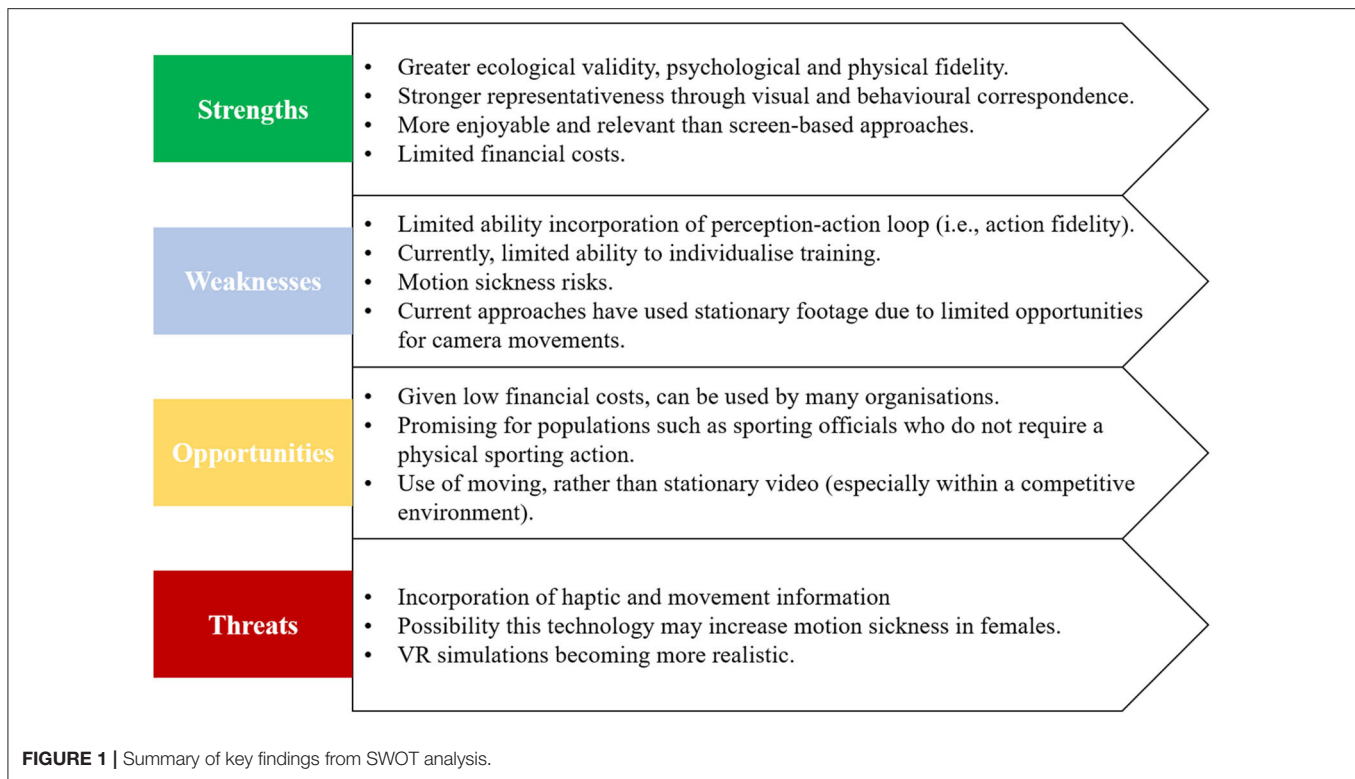 Strengths
• Greater ecological validity, psychological and physical fidelity.
• Stronger representativeness through visual and behavioural correspondence.
• More enjoyable and relevant than screen-based approaches.
• Limited financial costs.
Weaknesses
• Limited ability incorporation of perception-action loop (i.e., action fidelity).
• Currently, limited ability to individualise training.
• Motion sickness risks.
• Current approaches have used stationary footage due to limited opportunities
for camera movements.
Opportunities
• Given low financial costs, can be used by many organisations.
• Promising for populations such as sporting officials who do not require a
physical sporting action.
• Use of moving, rather than stationary video (especially within a competitive
environment).
Threats
• Incorporation of haptic and movement information
• Possibility this technology may increase motion sickness in females.
• VR simulations becoming more realistic.
FIGURE 1 | Summary of key findings from SWOT analysis.